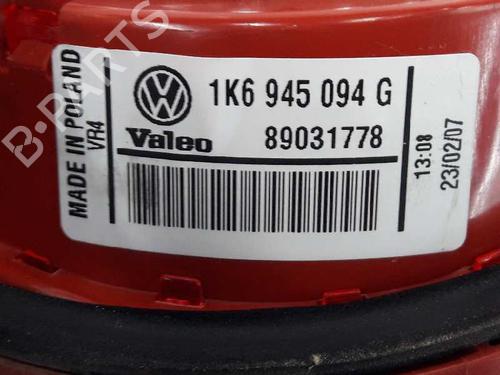 MADE IN POLAND
VR4
1K6 945 094 G
Valeo 89031778
13:08
23/02/07
B-PARTS